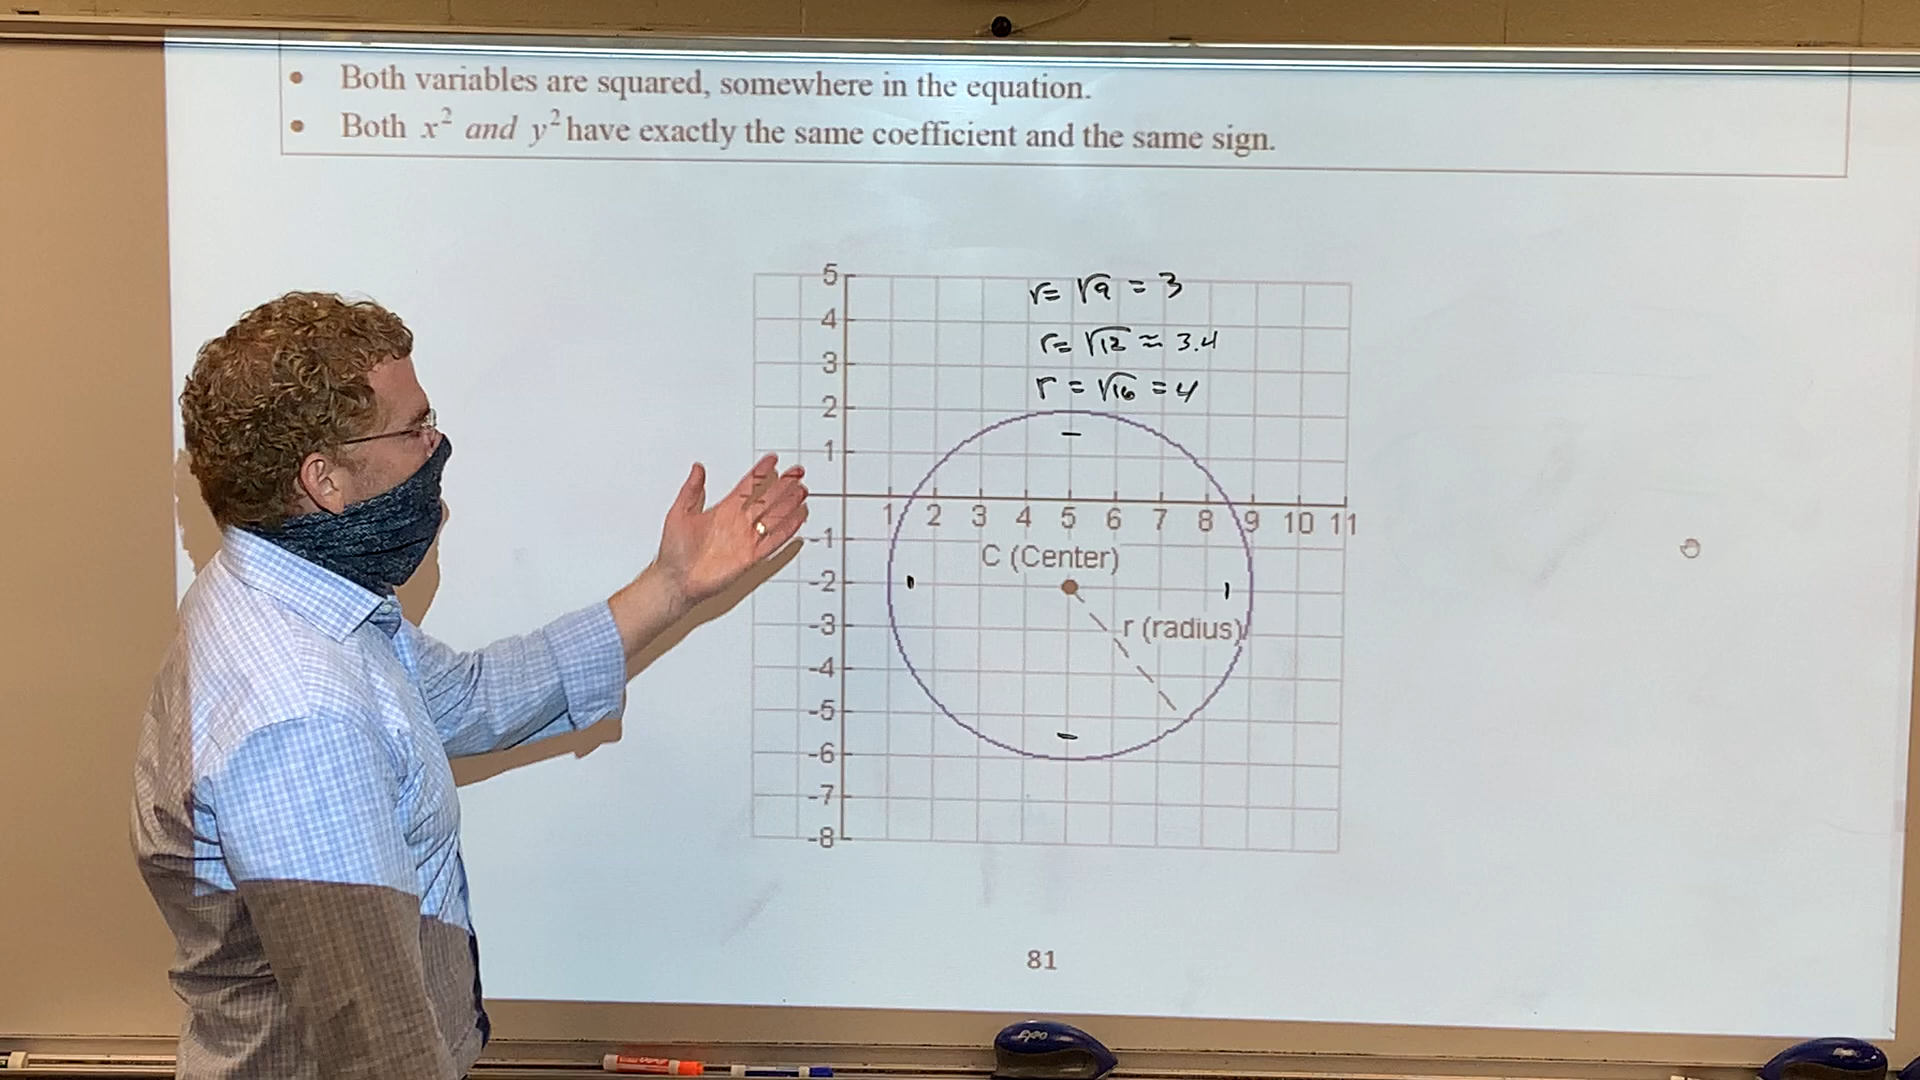 • Both variables are squared, somewhere in the equation.
• Both x² and y² have exactly the same coefficient and the same sign.
5
r = √9 = 3
4
r = √12 ≈ 3.4
3
r = √16 = 4
2
1
1 2 3 4 5 6 7 8 9 10 11
-1
C (Center)
-2
-3
r (radius)
-4
-5
-6
-7
-8
81
expo